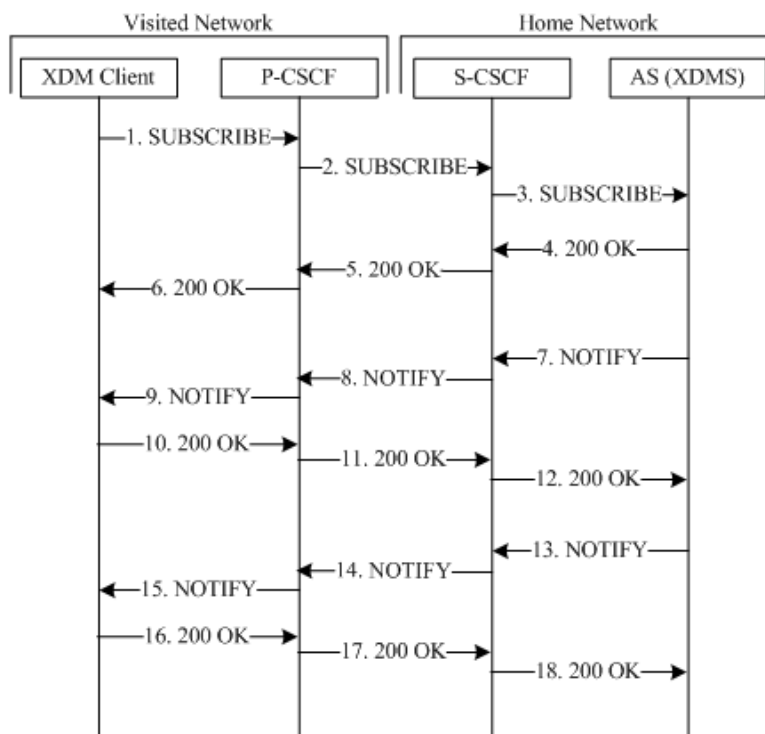 Visited Network
Home Network
XDM Client
P-CSCF
S-CSCF
AS (XDMS)
1. SUBSCRIBE
2. SUBSCRIBE
3. SUBSCRIBE
4. 200 OK
5. 200 OK
6. 200 OK
7. NOTIFY
8. NOTIFY
9. NOTIFY
10. 200 OK
11. 200 OK
12. 200 OK
13. NOTIFY
14. NOTIFY
15. NOTIFY
16. 200 OK
17. 200 OK
18. 200 OK